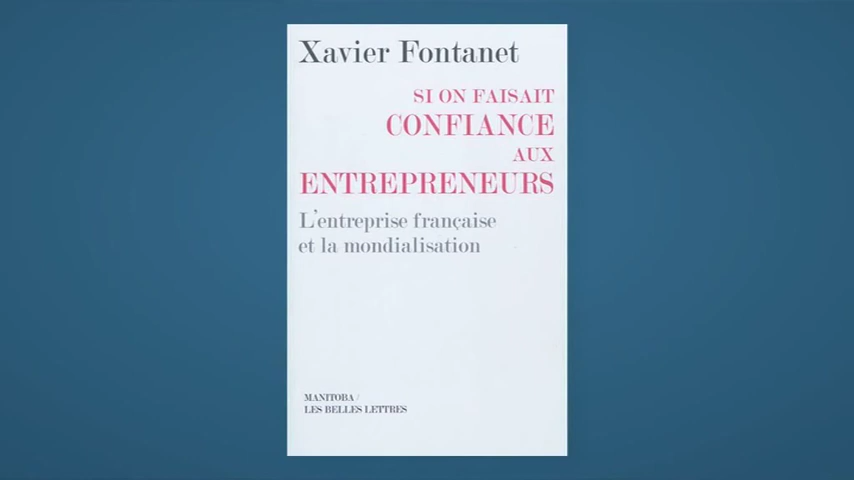 Xavier Fontanet
SI ON FAISAIT
CONFIANCE
AUX
ENTREPRENEURS
L'entreprise française
et la mondialisation
MANITOBA /
LES BELLES LETTRES